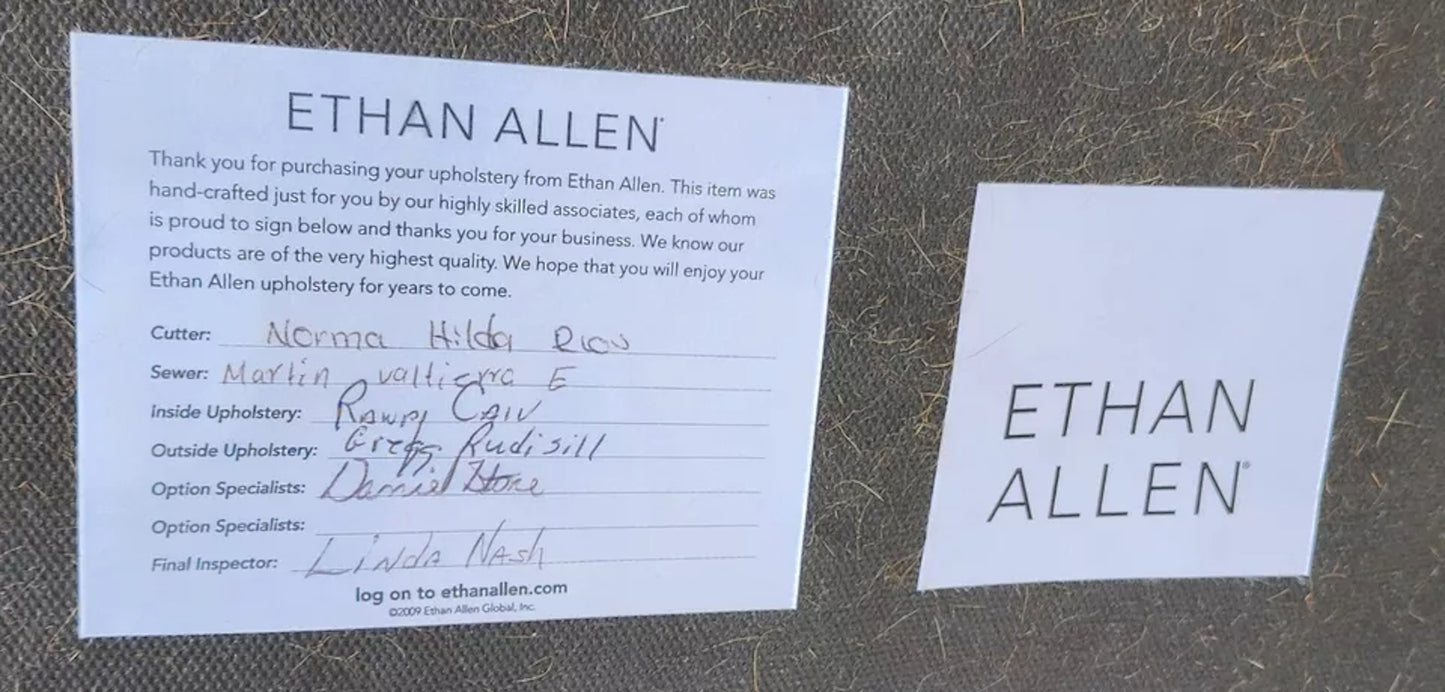 ETHAN ALLEN®
Thank you for purchasing your upholstery from Ethan Allen. This item was
hand-crafted just for you by our highly skilled associates, each of whom
is proud to sign below and thanks you for your business. We know our
products are of the very highest quality. We hope that you will enjoy your
Ethan Allen upholstery for years to come.
Cutter: Norma Hilda
Sewer: Martin valtierra E
Inside Upholstery:
Outside Upholstery: Gregg Rudisill
Option Specialists: Daniel
Option Specialists:
Final Inspector: Linda Nash
log on to ethanallen.com
©2009 Ethan Allen Global, Inc.
ETHAN
ALLEN®